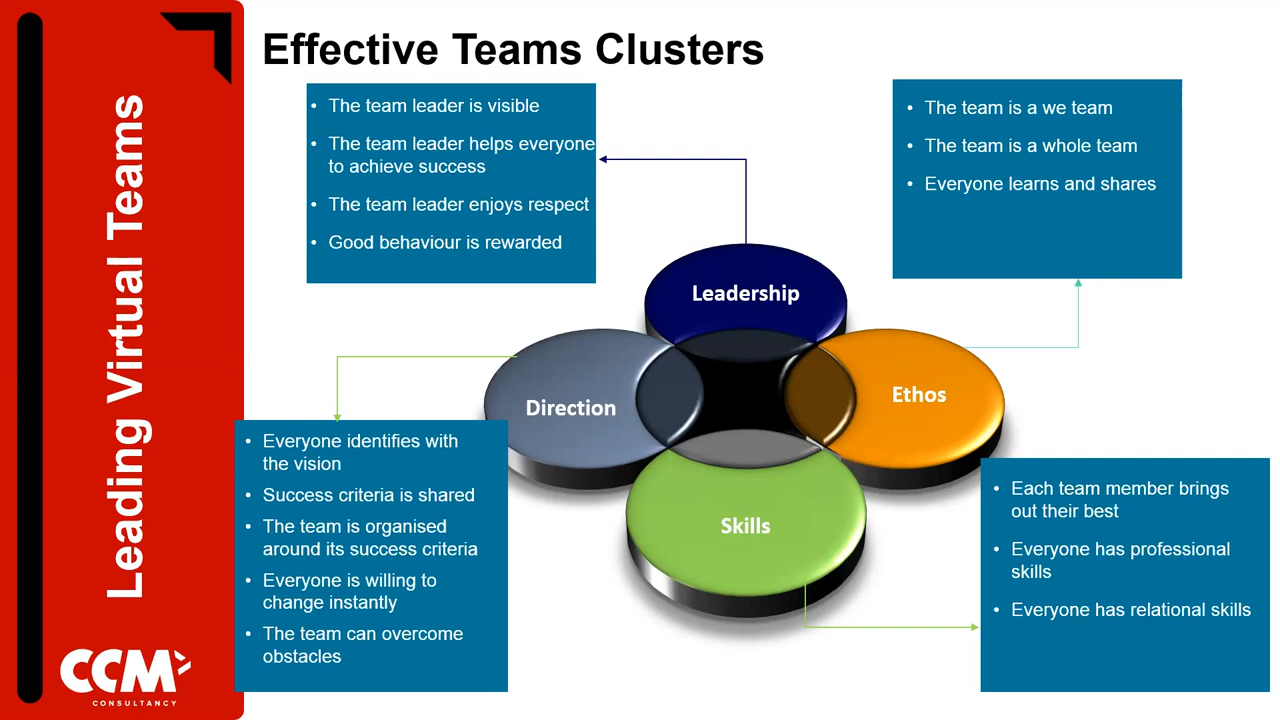 Leading Virtual Teams
CCM
CONSULTANCY
Effective Teams Clusters
• The team leader is visible
• The team leader helps everyone
to achieve success
• The team leader enjoys respect
• Good behaviour is rewarded
• The team is a we team
• The team is a whole team
• Everyone learns and shares
Leadership
Direction
Ethos
Skills
• Everyone identifies with
the vision
• Success criteria is shared
• The team is organised
around its success criteria
• Everyone is willing to
change instantly
• The team can overcome
obstacles
• Each team member brings
out their best
• Everyone has professional
skills
• Everyone has relational skills